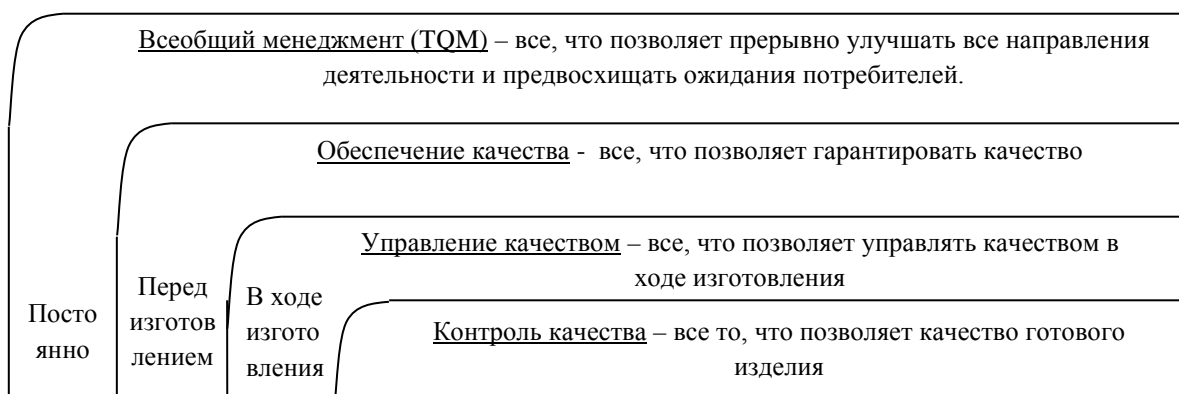 Всеобщий менеджмент (TQM) – все, что позволяет прерывно улучшать все направления
деятельности и предвосхищать ожидания потребителей.
Обеспечение качества - все, что позволяет гарантировать качество
Управление качеством – все, что позволяет управлять качеством в
ходе изготовления
Контроль качества – все то, что позволяет качество готового
изделия
Посто
янно
Перед
изготов
лением
В ходе
изгото
вления